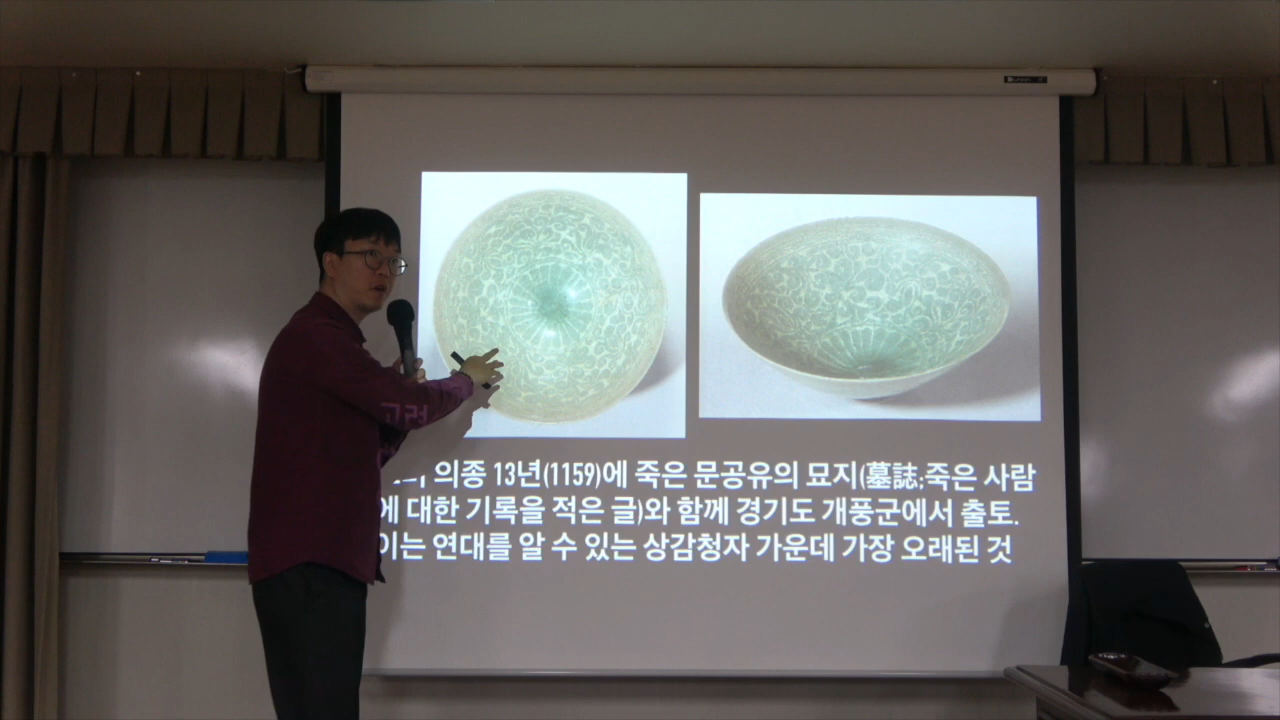 의종 13년(1159)에 죽은 문공유의 묘지(墓誌;죽은 사람
에 대한 기록을 적은 글)와 함께 경기도 개풍군에서 출토.
이는 연대를 알 수 있는 상감청자 가운데 가장 오래된 것